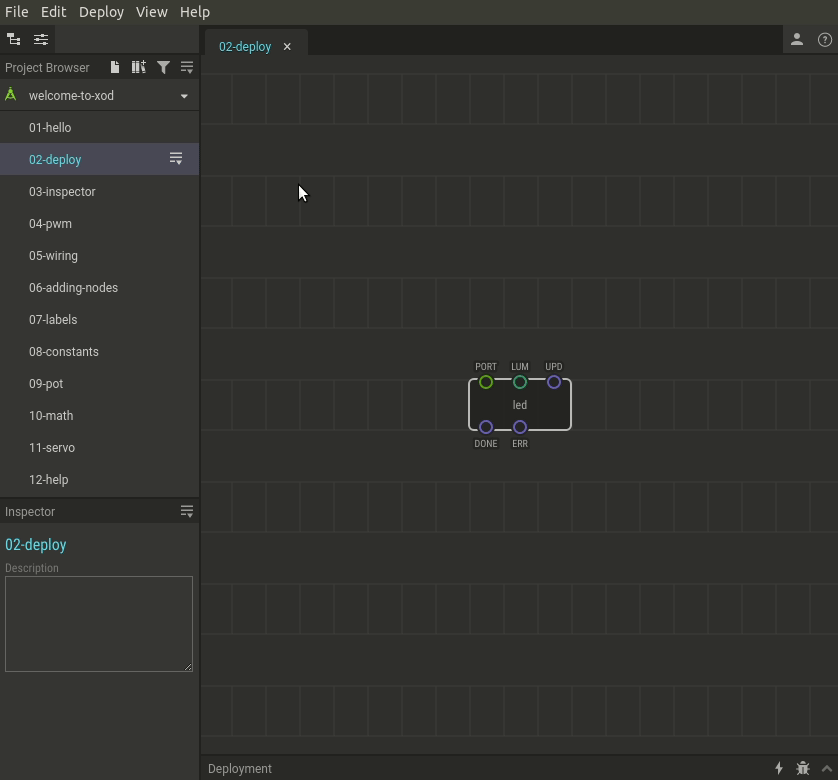 File Edit Deploy View Help
02-deploy
Project Browser
welcome-to-xod
01-hello
02-deploy
03-inspector
04-pwm
05-wiring
06-adding-nodes
07-labels
08-constants
09-pot
10-math
11-servo
12-help
PORT LUM UPD
led
DONE ERR
Inspector
02-deploy
Description
Deployment